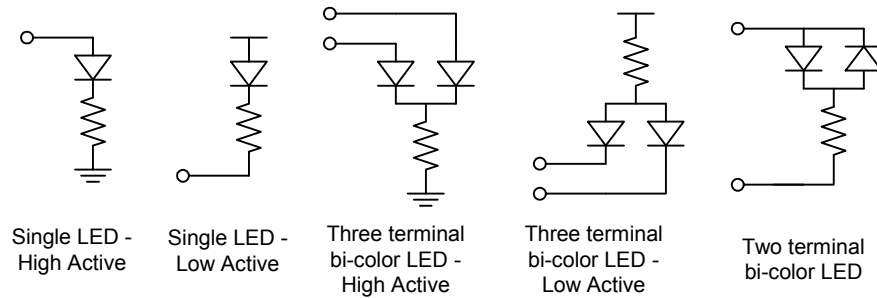 Single LED -
High Active
Single LED -
Low Active
Three terminal
bi-color LED -
High Active
Three terminal
bi-color LED -
Low Active
Two terminal
bi-color LED